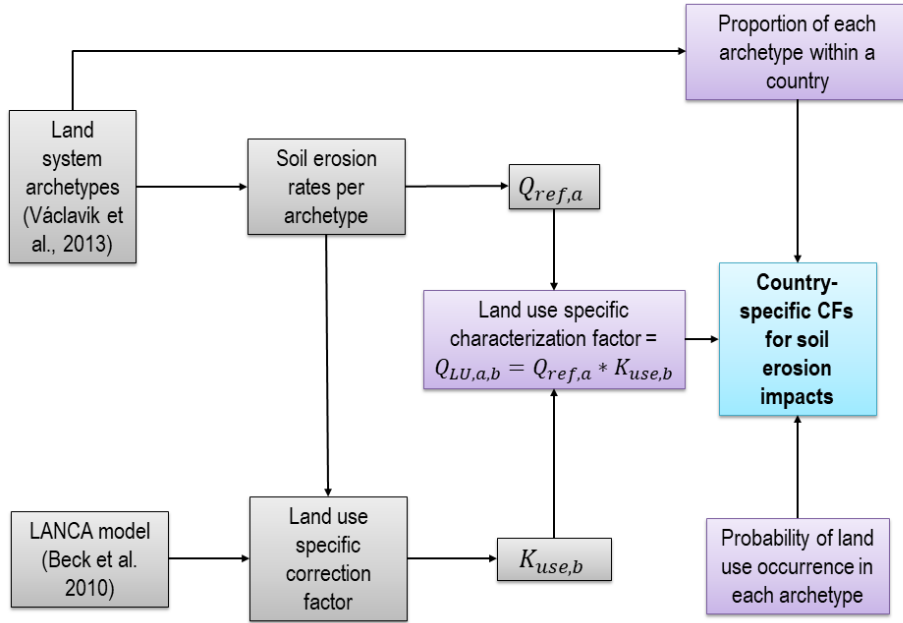 Proportion of each
archetype within a
country
Land
system
archetypes
(Václavik et
al., 2013)
Soil erosion
rates per
archetype
Q_{ref,a}
Land use specific
characterization factor =
Q_{LU,a,b} = Q_{ref,a} * K_{use,b}
Country-
specific CFs
for soil
erosion
impacts
LANCA model
(Beck et al.
2010)
Land use
specific
correction
factor
K_{use,b}
Probability of land
use occurrence in
each archetype